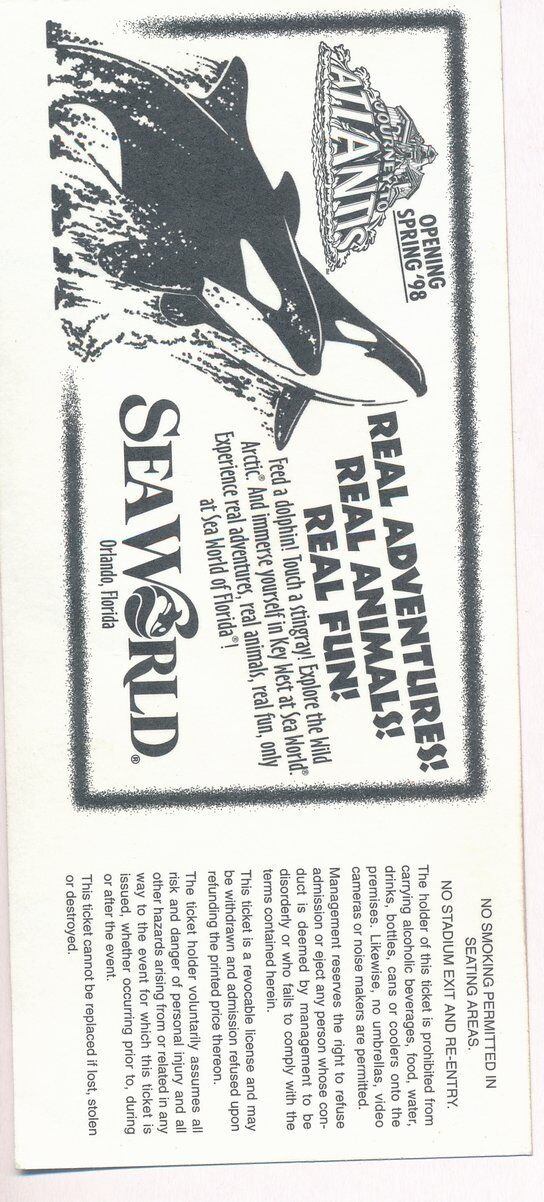 JOURNEY TO
ATLANTIS
OPENING
SPRING '98
REAL ADVENTURES!
REAL ANIMALS!
REAL FUN!
Feed a dolphin! Touch a stingray! Explore the Wild
Arctic.® And immerse yourself in Key West at Sea World.®
Experience real adventures, real animals, real fun, only
at Sea World of Florida®!
SEAWORLD®
Orlando, Florida
NO SMOKING PERMITTED IN
SEATING AREAS.
NO STADIUM EXIT AND RE-ENTRY.
The holder of this ticket is prohibited from
carrying alcoholic beverages, food, water,
drinks, bottles, cans or coolers onto the
premises. Likewise, no umbrellas, video
cameras or noise makers are permitted.
Management reserves the right to refuse
admission or eject any person whose con-
duct is deemed by management to be
disorderly or who fails to comply with the
terms contained herein.
This ticket is a revocable license and may
be withdrawn and admission refused upon
refunding the printed price thereon.
The ticket holder voluntarily assumes all
risk and danger of personal injury and all
other hazards arising from or related in any
way to the event for which this ticket is
issued, whether occurring prior to, during
or after the event.
This ticket cannot be replaced if lost, stolen
or destroyed.